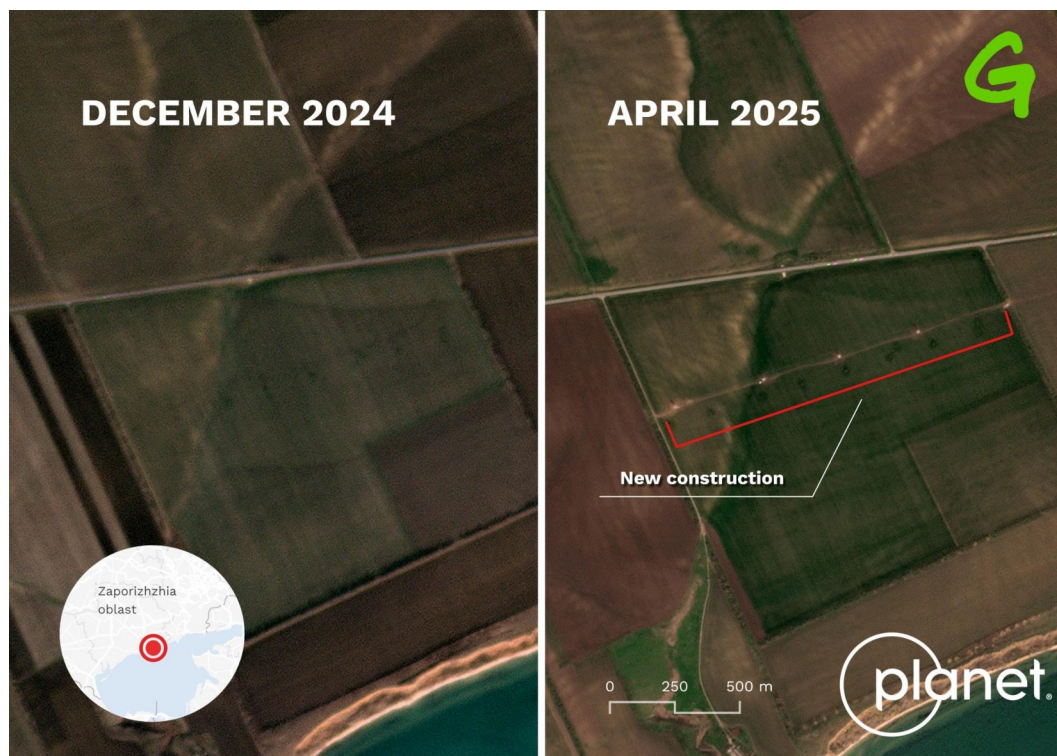 DECEMBER 2024
APRIL 2025
G
New construction
Zaporizhzhia
oblast
0 250 500 m
planet.